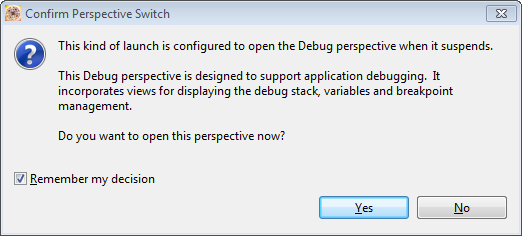 Confirm Perspective Switch
This kind of launch is configured to open the Debug perspective when it suspends.
This Debug perspective is designed to support application debugging.  It
incorporates views for displaying the debug stack, variables and breakpoint
management.
Do you want to open this perspective now?
Remember my decision
Yes
No